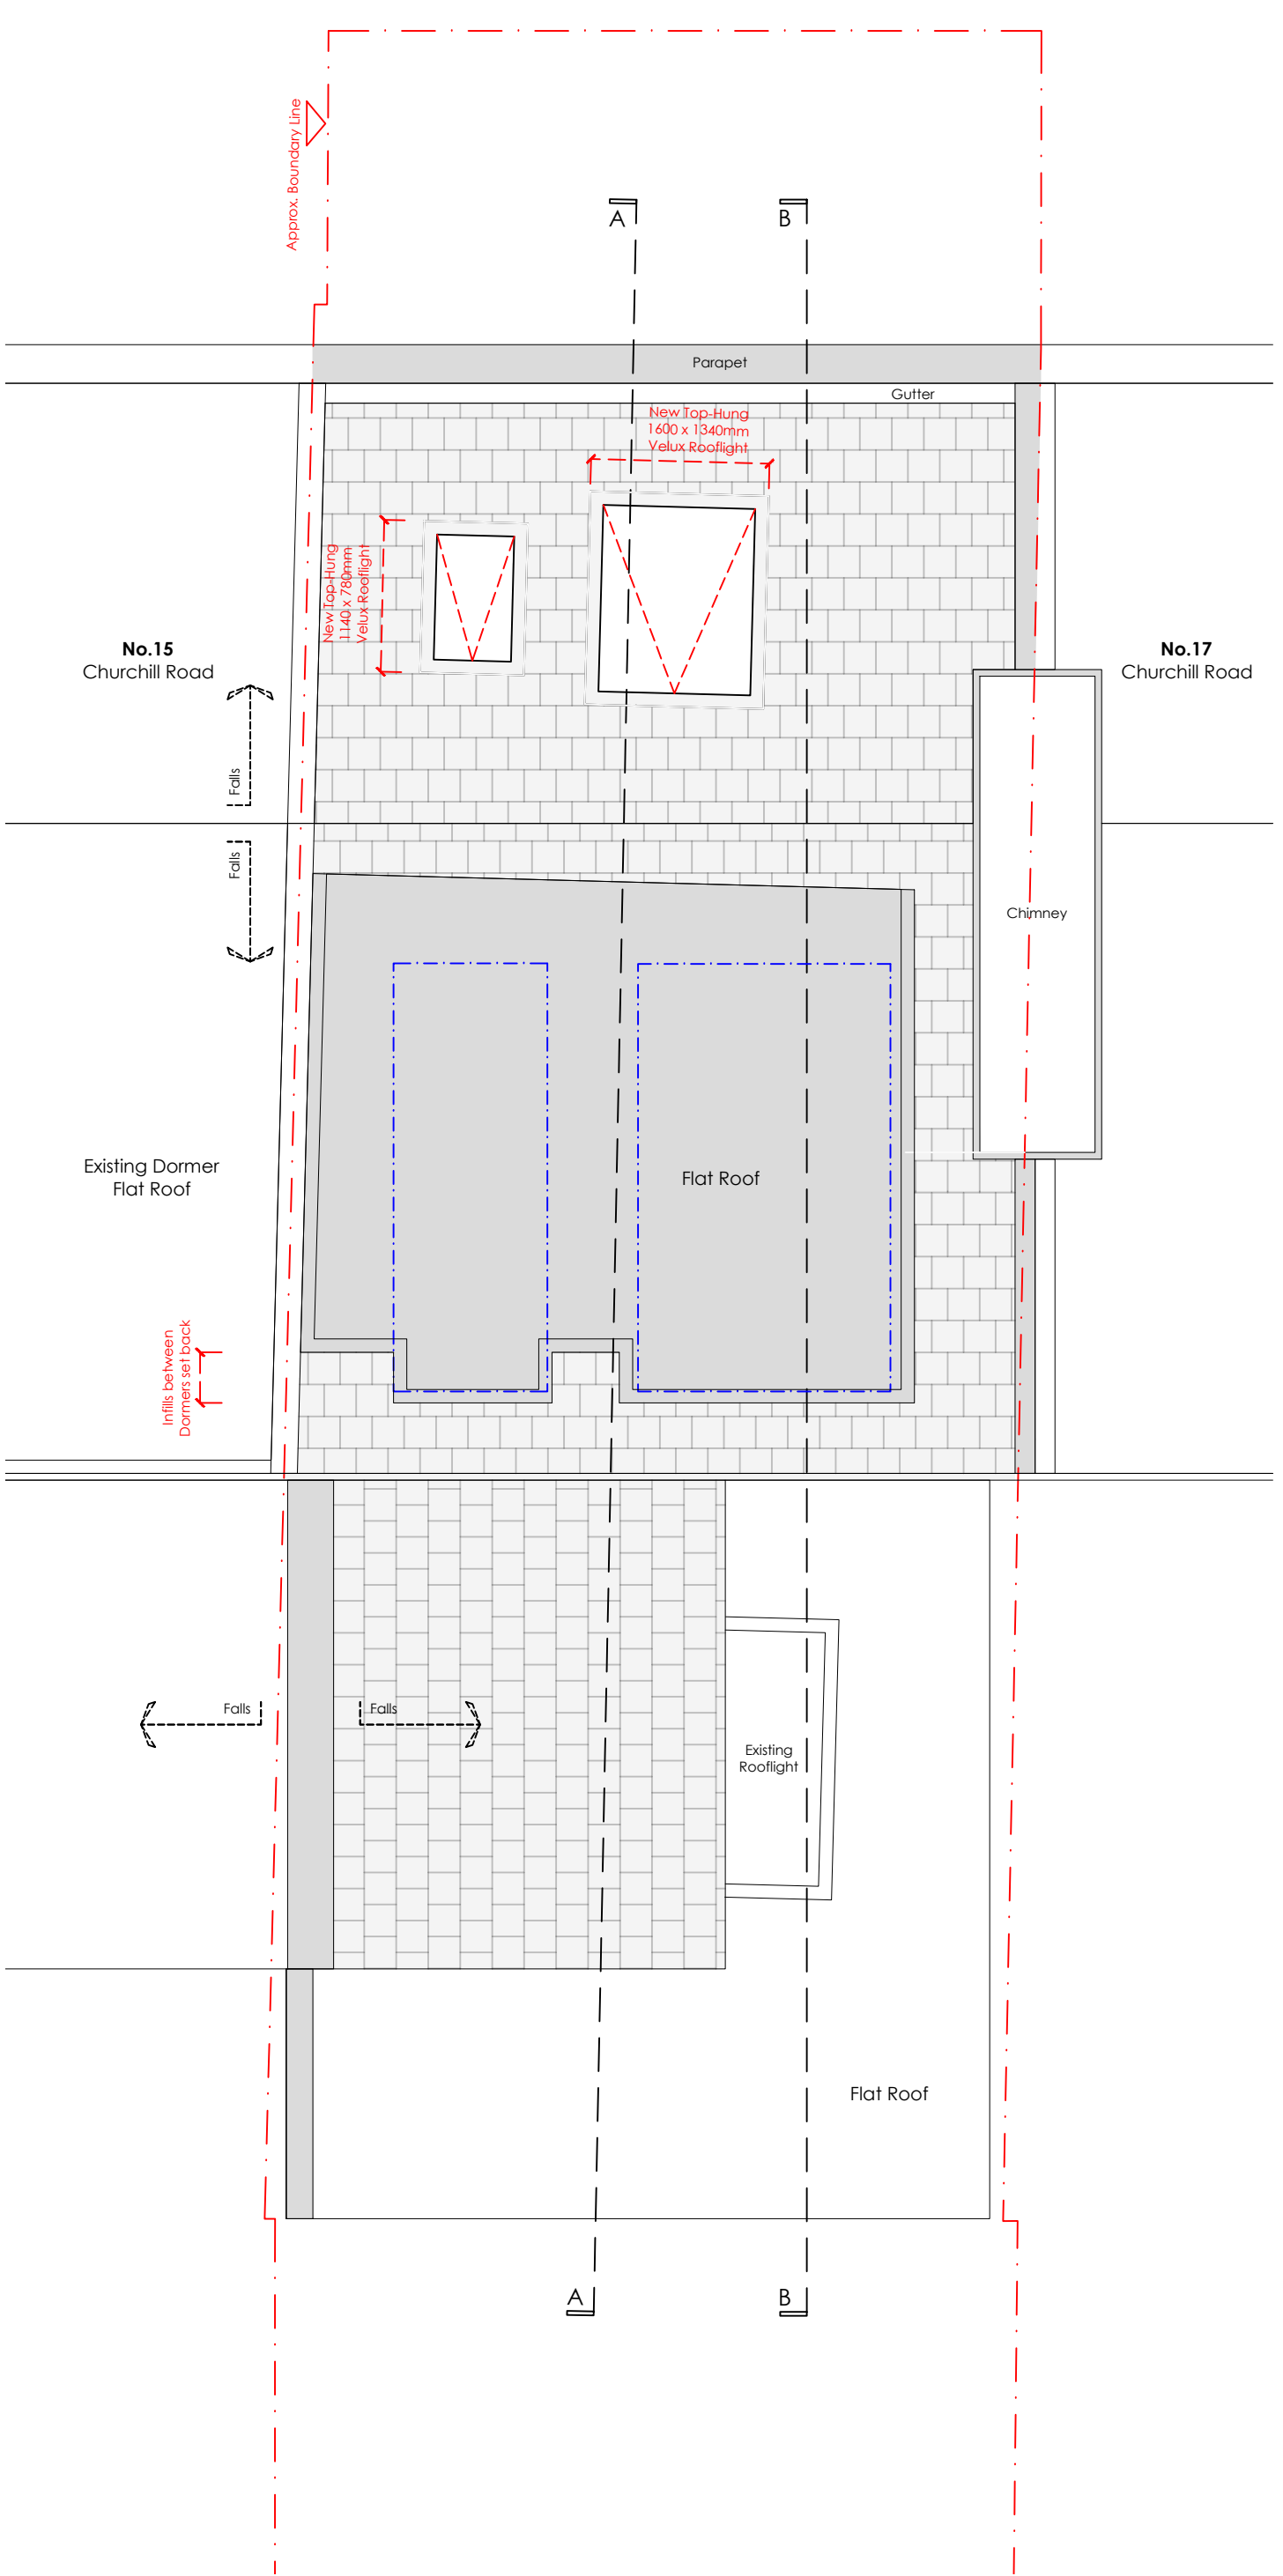 Approx. Boundary Line
A
B
Parapet
Gutter
New Top-Hung
1600 x 1340mm
Velux Rooflight
New Top-Hung
1140 x 780mm
Velux Rooflight
No.15
Churchill Road
No.17
Churchill Road
Falls
Falls
Chimney
Existing Dormer
Flat Roof
Flat Roof
Infills between
Dormers set back
Falls
Falls
Existing
Rooflight
Flat Roof
A
B